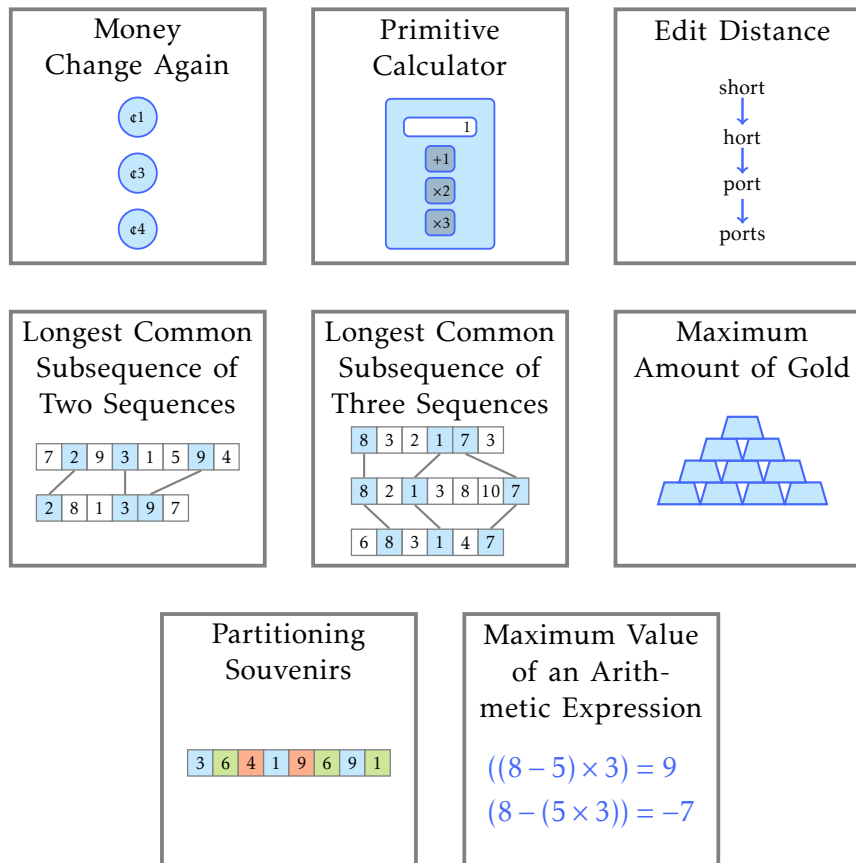 Money
Change Again
¢1
¢3
¢4
Primitive
Calculator
1
+1
×2
×3
Edit Distance
short
hort
port
ports
Longest Common
Subsequence of
Two Sequences
7 2 9 3 1 5 9 4
2 8 1 3 9 7
Longest Common
Subsequence of
Three Sequences
8 3 2 1 7 3
8 2 1 3 8 10 7
6 8 3 1 4 7
Maximum
Amount of Gold
Partitioning
Souvenirs
3 6 4 1 9 6 9 1
Maximum Value
of an Arith-
metic Expression
((8 − 5) × 3) = 9
(8 − (5 × 3)) = −7